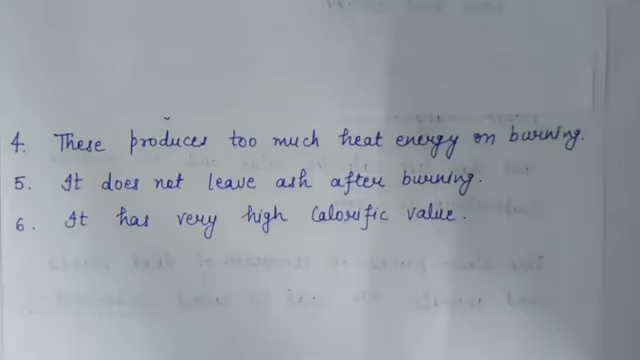 4. These produces too much heat energy on burning.
5. It does not leave ash after burning.
6. It has very high Calorific value.